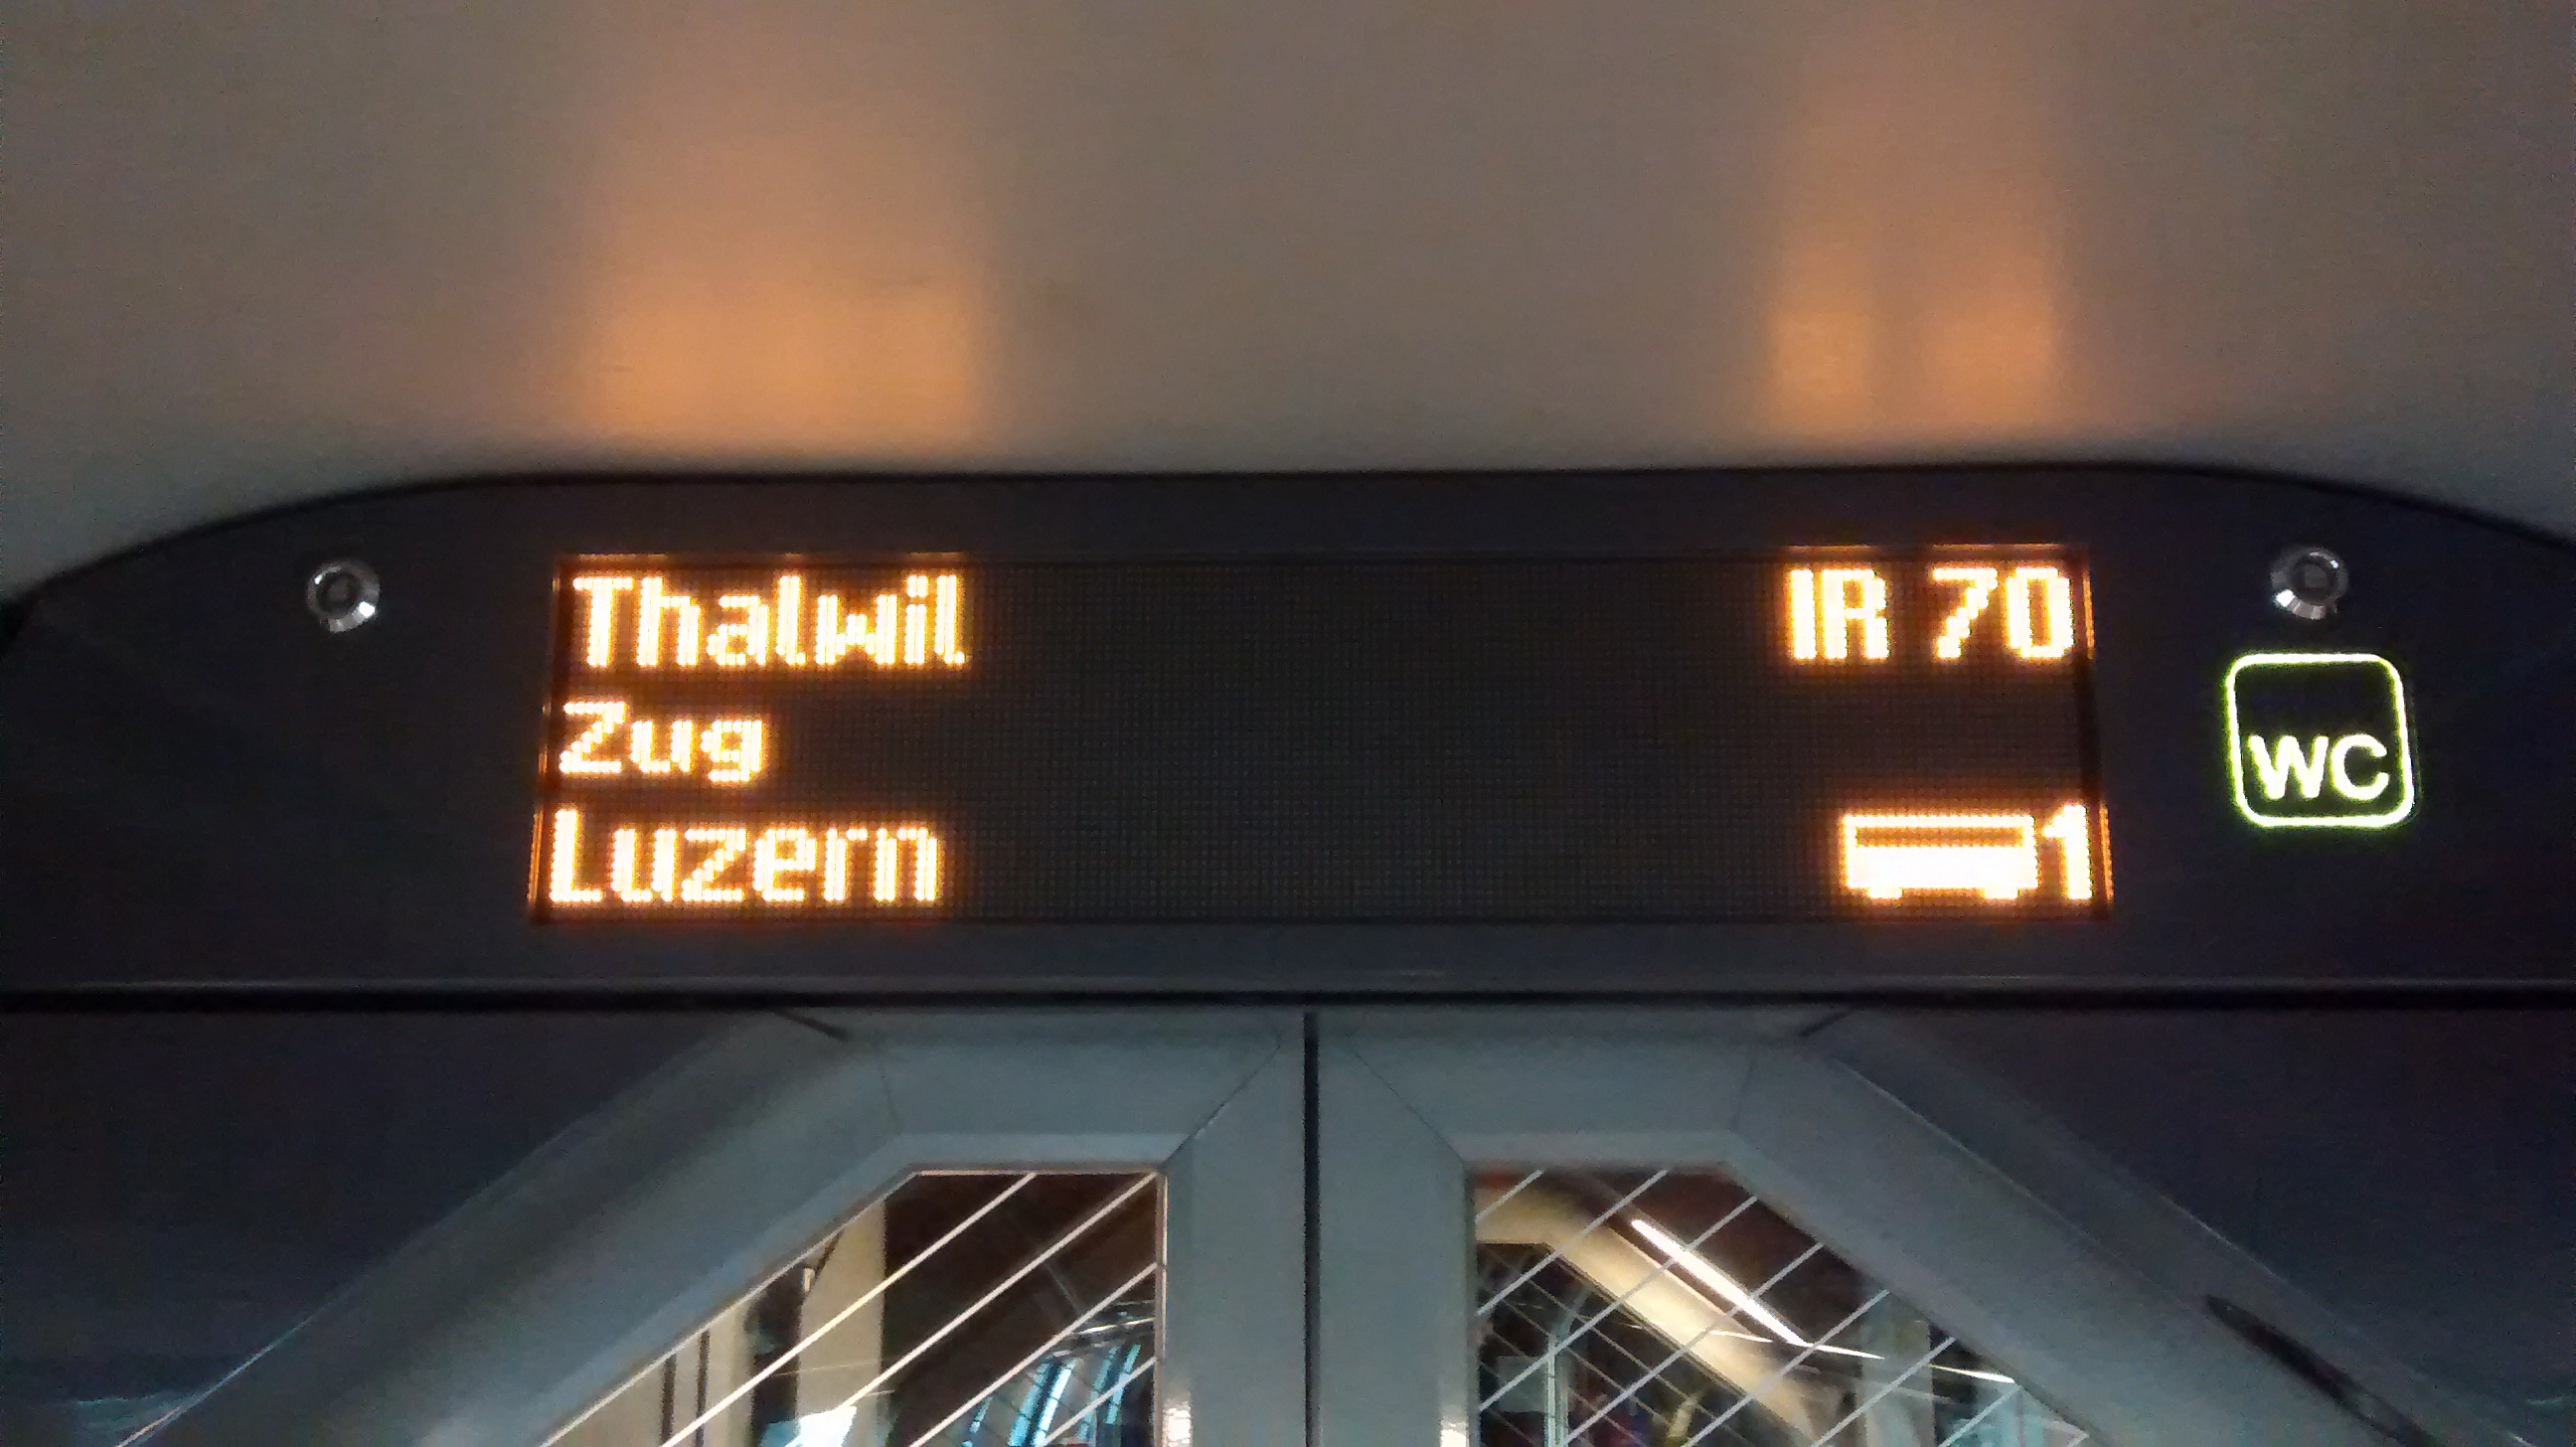 Thalwil IR 70
Zug
Luzern 1
WC